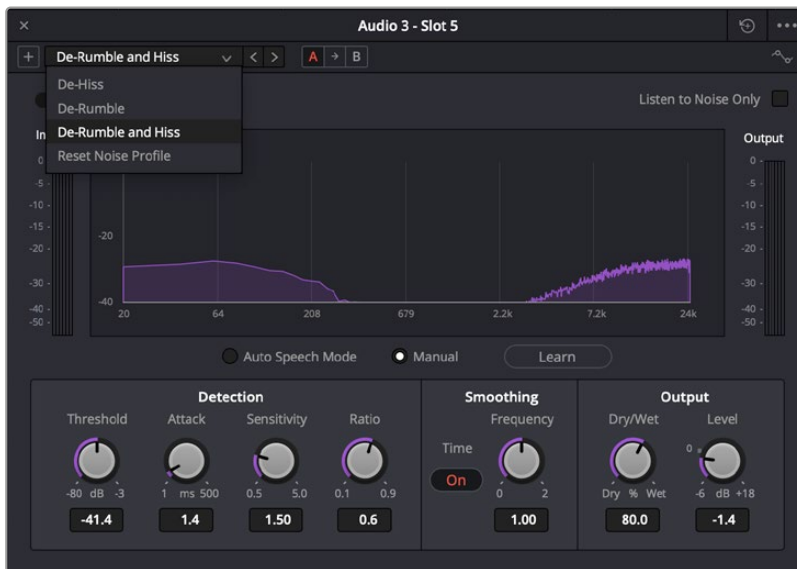 Audio 3 - Slot 5
De-Rumble and Hiss
A B
De-Hiss
De-Rumble
De-Rumble and Hiss
Reset Noise Profile
Listen to Noise Only
Output
0 0
-5 -5
-10 -10
-15 -15
-20 -20 -20
-30 -30
-40 -40 -40
-50 -50
20 64 208 679 2.2k 7.2k 24k
Auto Speech Mode Manual Learn
Detection Smoothing Output
Threshold Attack Sensitivity Ratio Frequency Dry/Wet Level
Time
On
0
-80 dB -3 1 ms 500 0.5 5.0 0.1 0.9 0 2 Dry % Wet -6 dB +18
-41.4 1.4 1.50 0.6 1.00 80.0 -1.4